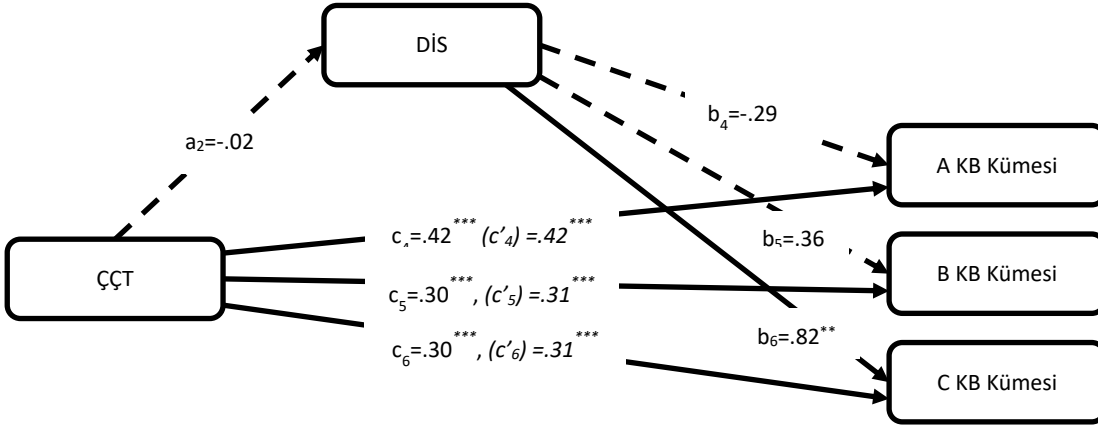 DİS
b₄=-.29
a₂=-.02
A KB Kümesi
c₄=.42*** (c’₄) =.42***
b₅=.36
B KB Kümesi
ÇÇT
c₅=.30***, (c’₅) =.31***
b₆=.82**
c₆=.30***, (c’₆) =.31***
C KB Kümesi